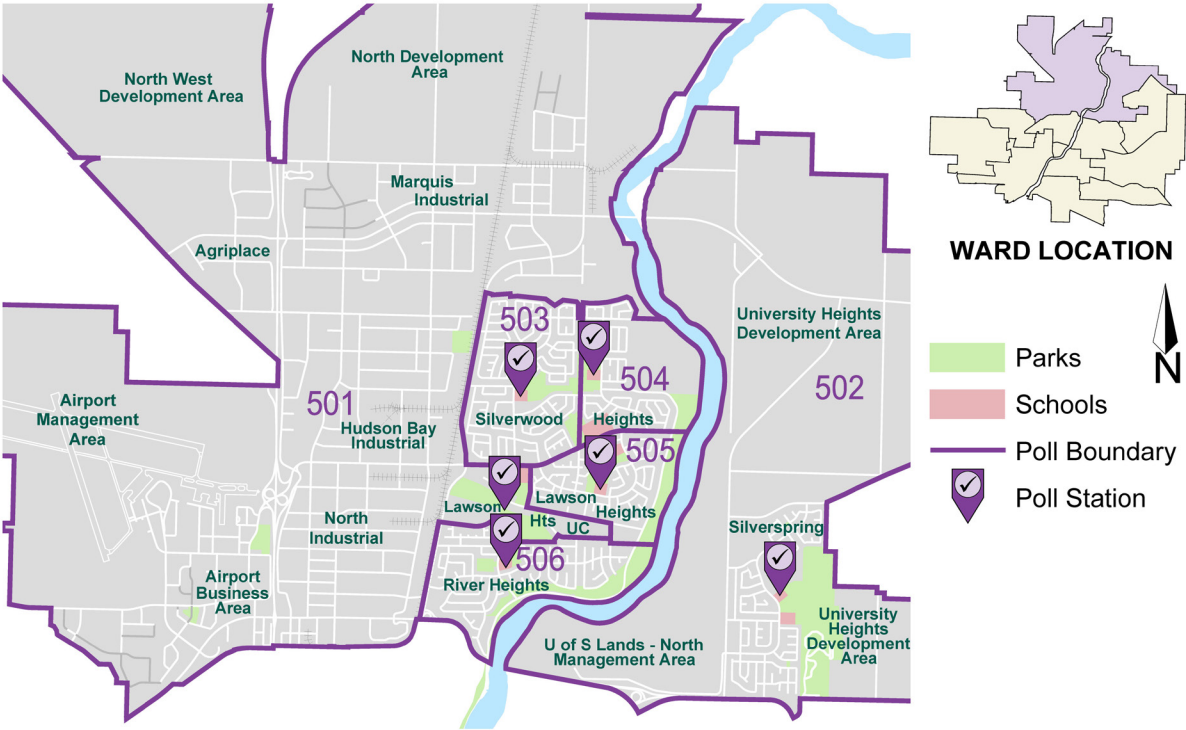 North West
Development Area
North Development
Area
Marquis
Industrial
Agriplace
WARD LOCATION
N
503
504
University Heights
Development Area
502
501
Airport
Management
Area
Hudson Bay
Industrial
Silverwood
Heights
505
Lawson
Heights
Lawson
Hts
UC
North
Industrial
506
River Heights
Airport
Business
Area
Silverspring
University
Heights
Development
Area
U of S Lands - North
Management Area
Parks
Schools
Poll Boundary
Poll Station